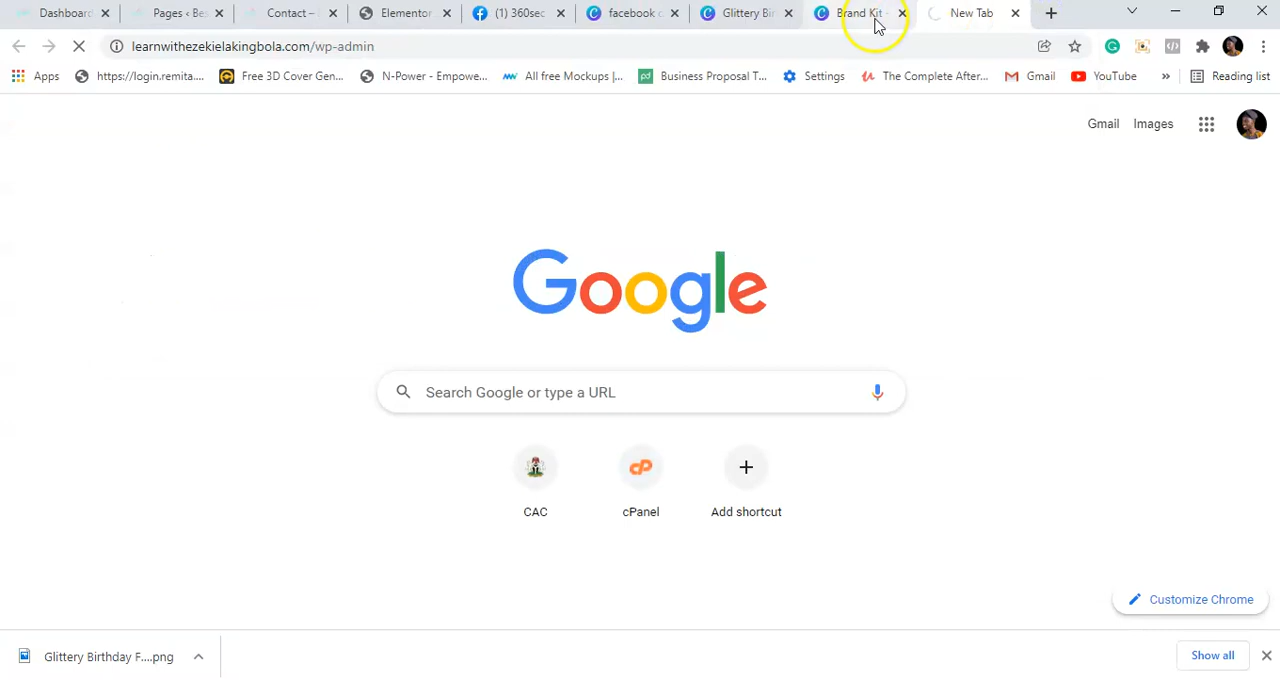 Dashboard Pages ‹ Bes Contact – Elementor (1) 360sec facebook c Glittery Bir Brand Kit - New Tab
learnwithezekielakingbola.com/wp-admin
Apps https://login.remita.... Free 3D Cover Gen... N-Power - Empowe... All free Mockups |... Business Proposal T... Settings The Complete After... Gmail YouTube » Reading list
Gmail Images
Google
Search Google or type a URL
CAC cPanel Add shortcut
Customize Chrome
Glittery Birthday F....png Show all